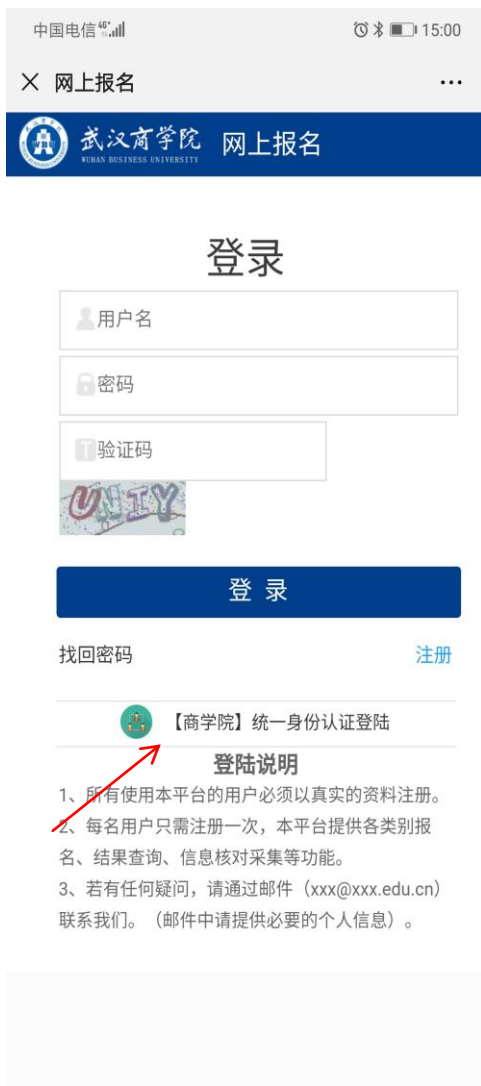 中国电信 4G 15:00
网上报名
武汉商学院 网上报名
WUHAN BUSINESS UNIVERSITY
登录
用户名
密码
T 验证码
UNIY
登 录
找回密码 注册
【商学院】统一身份认证登陆
登陆说明
1、所有使用本平台的用户必须以真实的资料注册。
2、每名用户只需注册一次，本平台提供各类别报
名、结果查询、信息核对采集等功能。
3、若有任何疑问，请通过邮件（xxx@xxx.edu.cn）
联系我们。（邮件中请提供必要的个人信息）。